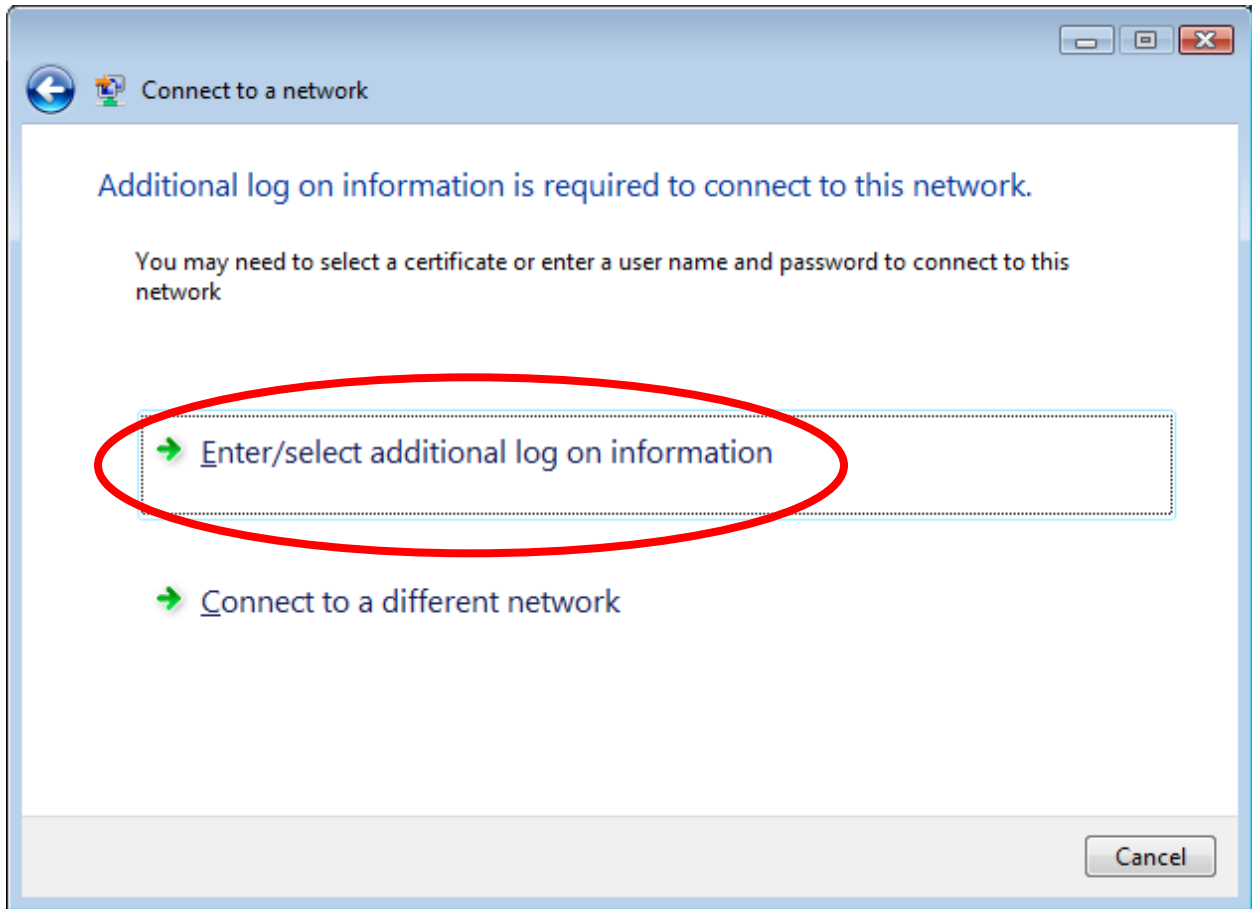 Connect to a network
Additional log on information is required to connect to this network.
You may need to select a certificate or enter a user name and password to connect to this
network
Enter/select additional log on information
Connect to a different network
Cancel